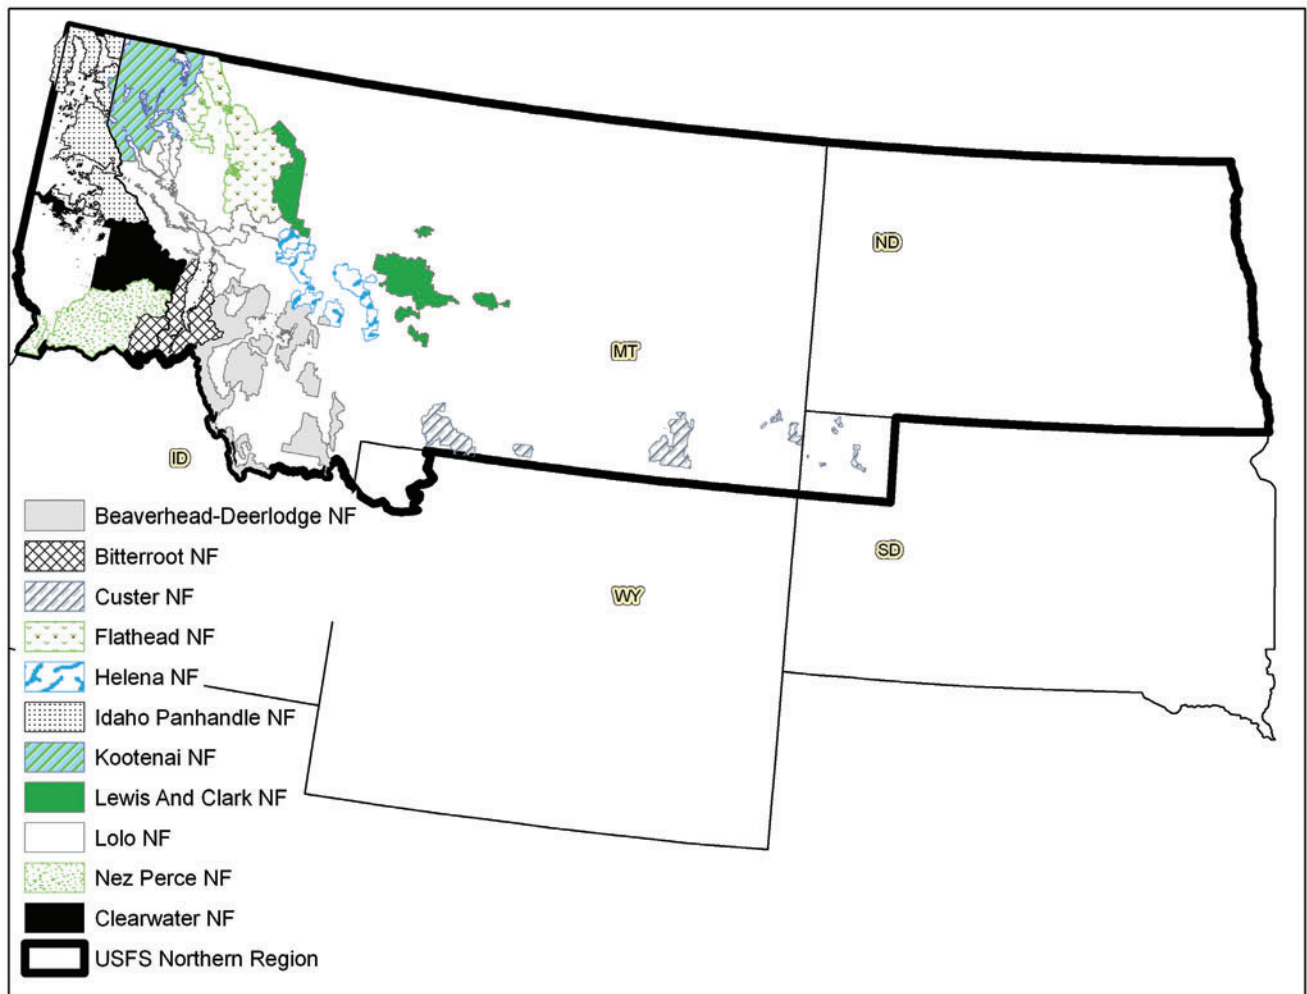 ND
MT
ID
SD
WY
Beaverhead-Deerlodge NF
Bitterroot NF
Custer NF
Flathead NF
Helena NF
Idaho Panhandle NF
Kootenai NF
Lewis And Clark NF
Lolo NF
Nez Perce NF
Clearwater NF
USFS Northern Region